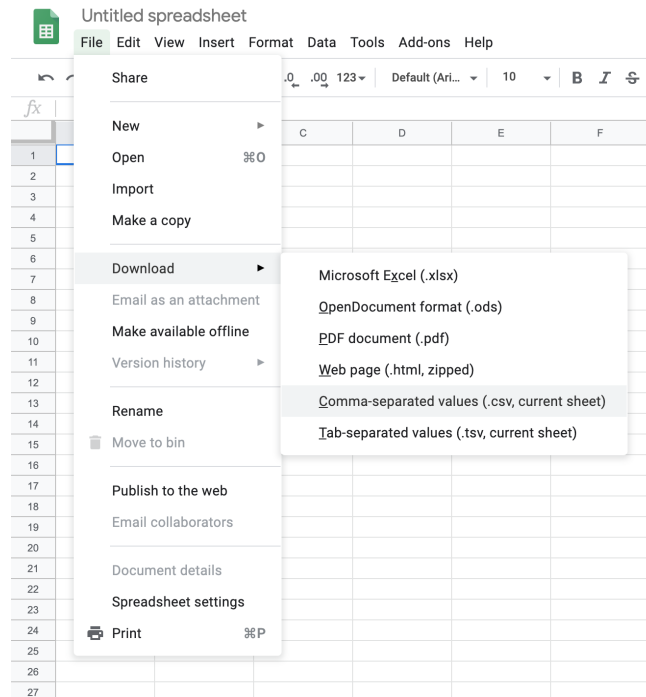 Untitled spreadsheet
File Edit View Insert Format Data Tools Add-ons Help
.0 .00 123 Default (Ari... 10 B I S
fx
C D E F
Share
New
Open ⌘O
Import
Make a copy
Download
Email as an attachment
Make available offline
Version history
Rename
Move to bin
Publish to the web
Email collaborators
Document details
Spreadsheet settings
Print ⌘P
Microsoft Excel (.xlsx)
OpenDocument format (.ods)
PDF document (.pdf)
Web page (.html, zipped)
Comma-separated values (.csv, current sheet)
Tab-separated values (.tsv, current sheet)
1
2
3
4
5
6
7
8
9
10
11
12
13
14
15
16
17
18
19
20
21
22
23
24
25
26
27